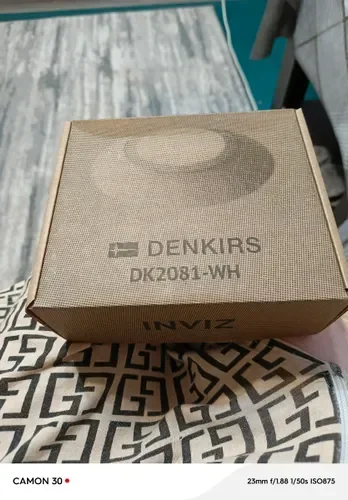 DENKIRS
DK2081-WH
INVIZ
CAMON 30
23mm f/1.88 1/50s ISO875